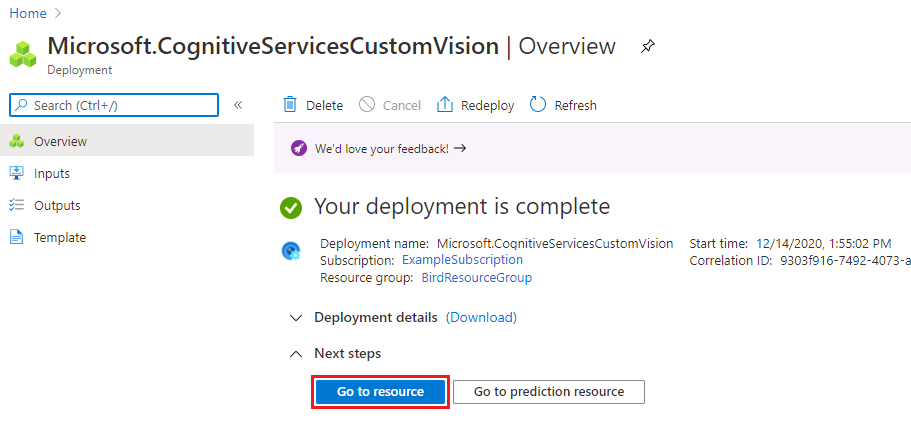 Home >
Microsoft.CognitiveServicesCustomVision | Overview
Deployment
Search (Ctrl+/)
«
Delete
Cancel
Redeploy
Refresh
Overview
Inputs
Outputs
Template
We'd love your feedback! →
Your deployment is complete
Deployment name: Microsoft.CognitiveServicesCustomVision
Subscription: ExampleSubscription
Resource group: BirdResourceGroup
Start time: 12/14/2020, 1:55:02 PM
Correlation ID: 9303f916-7492-4073-a
Deployment details (Download)
Next steps
Go to resource
Go to prediction resource